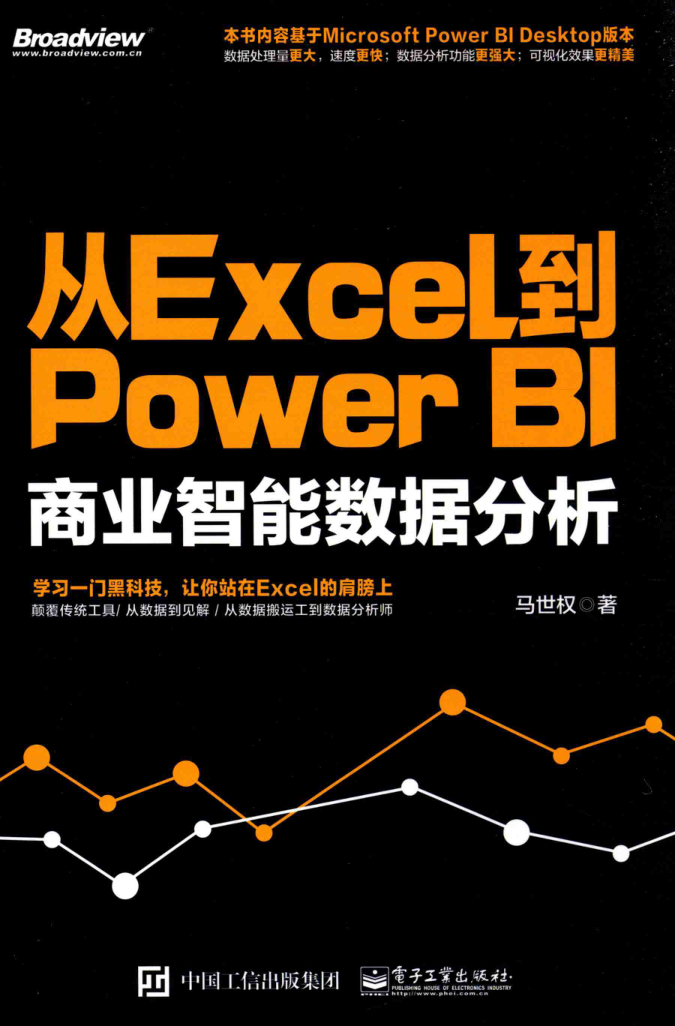 Broadview®
www.broadview.com.cn
本书内容基于Microsoft Power BI Desktop版本
数据处理量更大，速度更快；数据分析功能更强大；可视化效果更精美
从Excel到
Power BI
商业智能数据分析
学习一门黑科技，让你站在Excel的肩膀上
颠覆传统工具/ 从数据到见解 / 从数据搬运工到数据分析师
马世权◎著
中国工信出版集团
電子工業出版社·
PUBLISHING HOUSE OF ELECTRONICS INDUSTRY
http://www.phei.com.cn